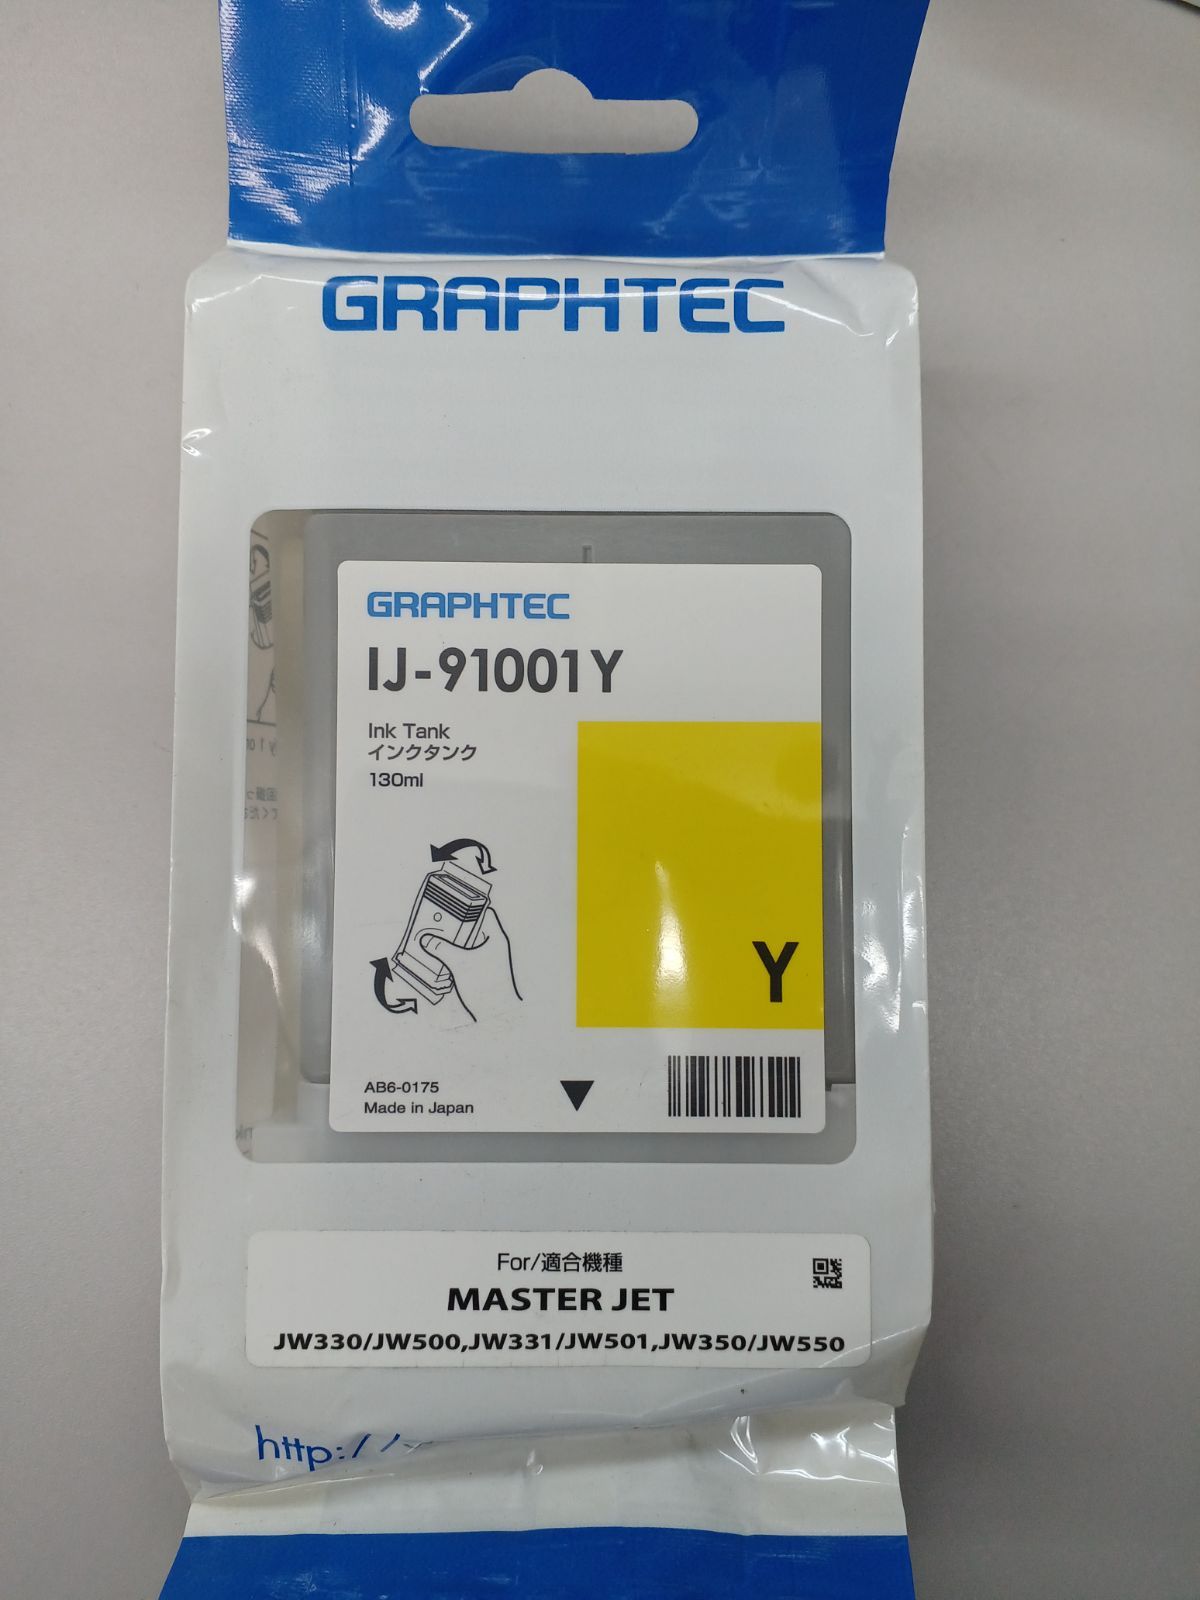 GRAPHTEC
GRAPHTEC
IJ-91001Y
Ink Tank
インクタンク
130ml
Y
AB6-0175
Made in Japan
For/適合機種
MASTER JET
JW330/JW500,JW331/JW501,JW350/JW550
http://